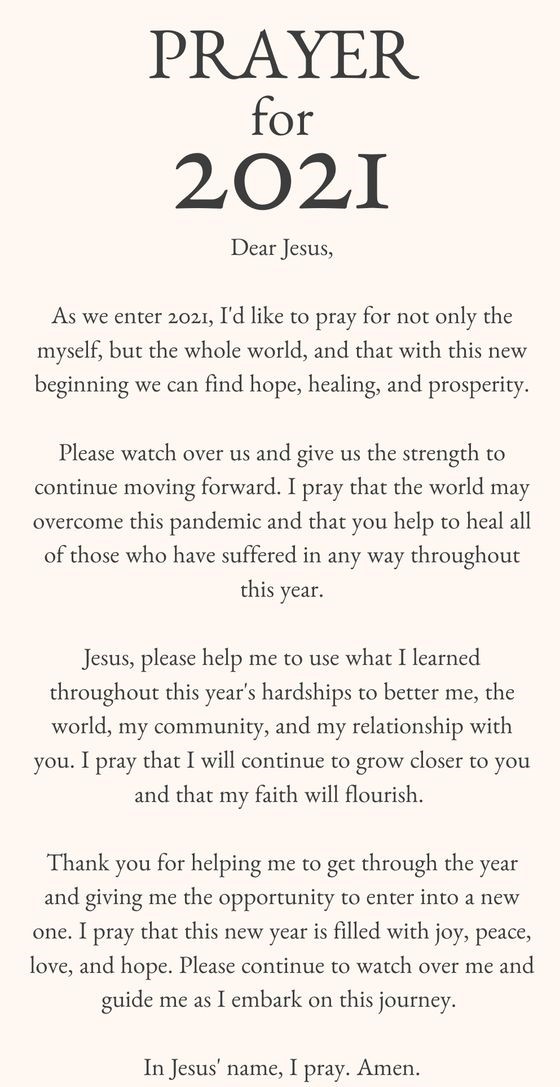 PRAYER
for
2021
Dear Jesus,
As we enter 2021, I'd like to pray for not only the
myself, but the whole world, and that with this new
beginning we can find hope, healing, and prosperity.
Please watch over us and give us the strength to
continue moving forward. I pray that the world may
overcome this pandemic and that you help to heal all
of those who have suffered in any way throughout
this year.
Jesus, please help me to use what I learned
throughout this year's hardships to better me, the
world, my community, and my relationship with
you. I pray that I will continue to grow closer to you
and that my faith will flourish.
Thank you for helping me to get through the year
and giving me the opportunity to enter into a new
one. I pray that this new year is filled with joy, peace,
love, and hope. Please continue to watch over me and
guide me as I embark on this journey.
In Jesus' name, I pray. Amen.